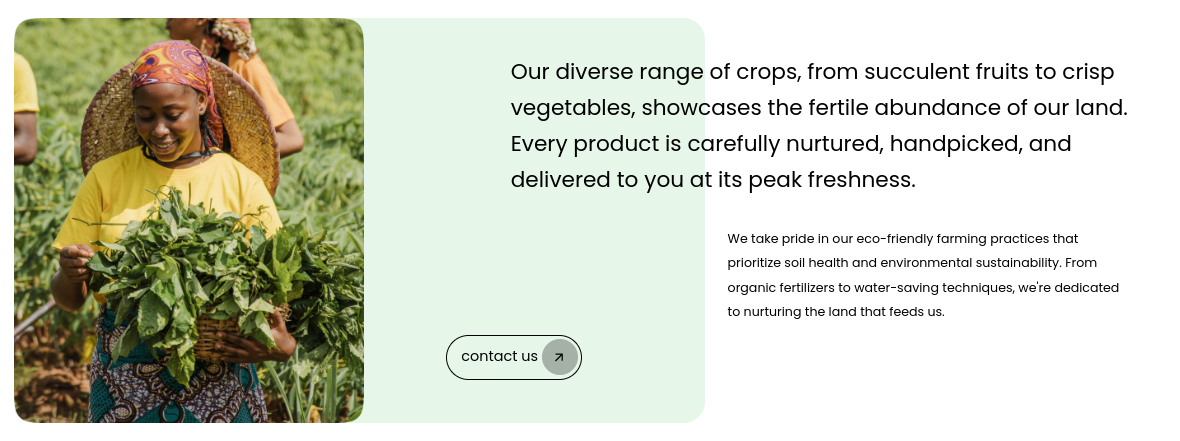 Our diverse range of crops, from succulent fruits to crisp
vegetables, showcases the fertile abundance of our land.
Every product is carefully nurtured, handpicked, and
delivered to you at its peak freshness.
We take pride in our eco-friendly farming practices that
prioritize soil health and environmental sustainability. From
organic fertilizers to water-saving techniques, we're dedicated
to nurturing the land that feeds us.
contact us